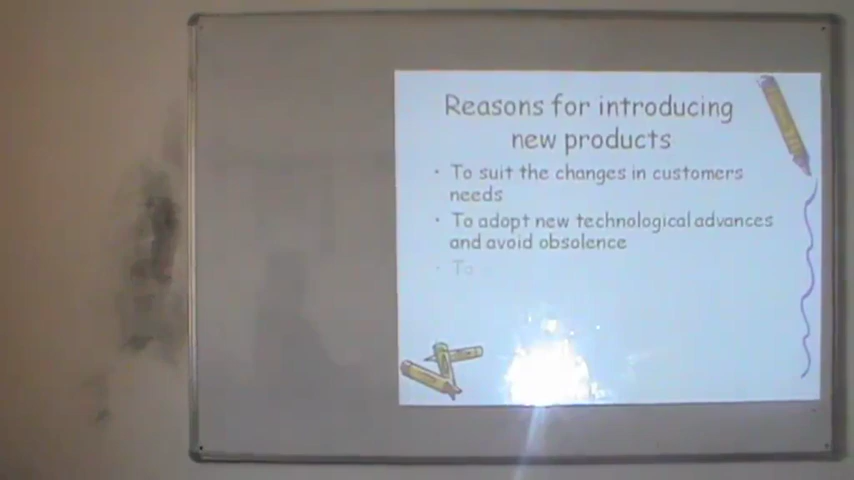 Reasons for introducing
new products
• To suit the changes in customers
needs
• To adopt new technological advances
and avoid obsolence
• To